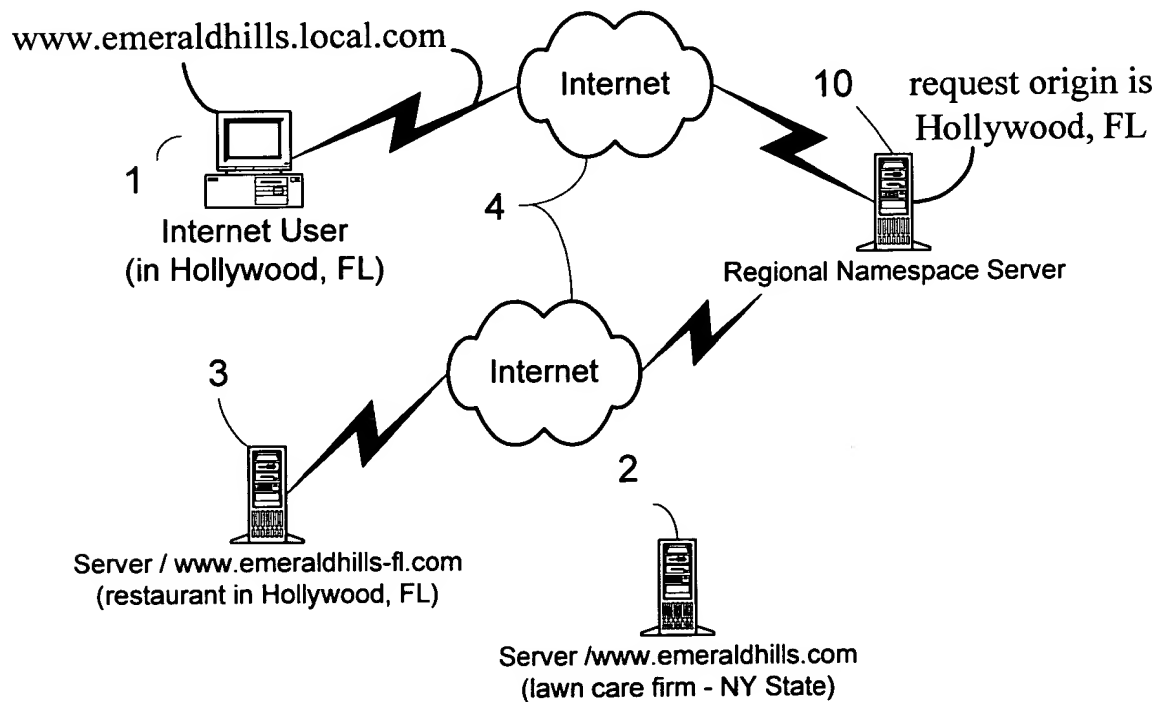 www.emeraldhills.local.com
Internet
10
request origin is
Hollywood, FL
1
4
Internet User
(in Hollywood, FL)
Regional Namespace Server
Internet
3
2
Server / www.emeraldhills-fl.com
(restaurant in Hollywood, FL)
Server /www.emeraldhills.com
(lawn care firm - NY State)